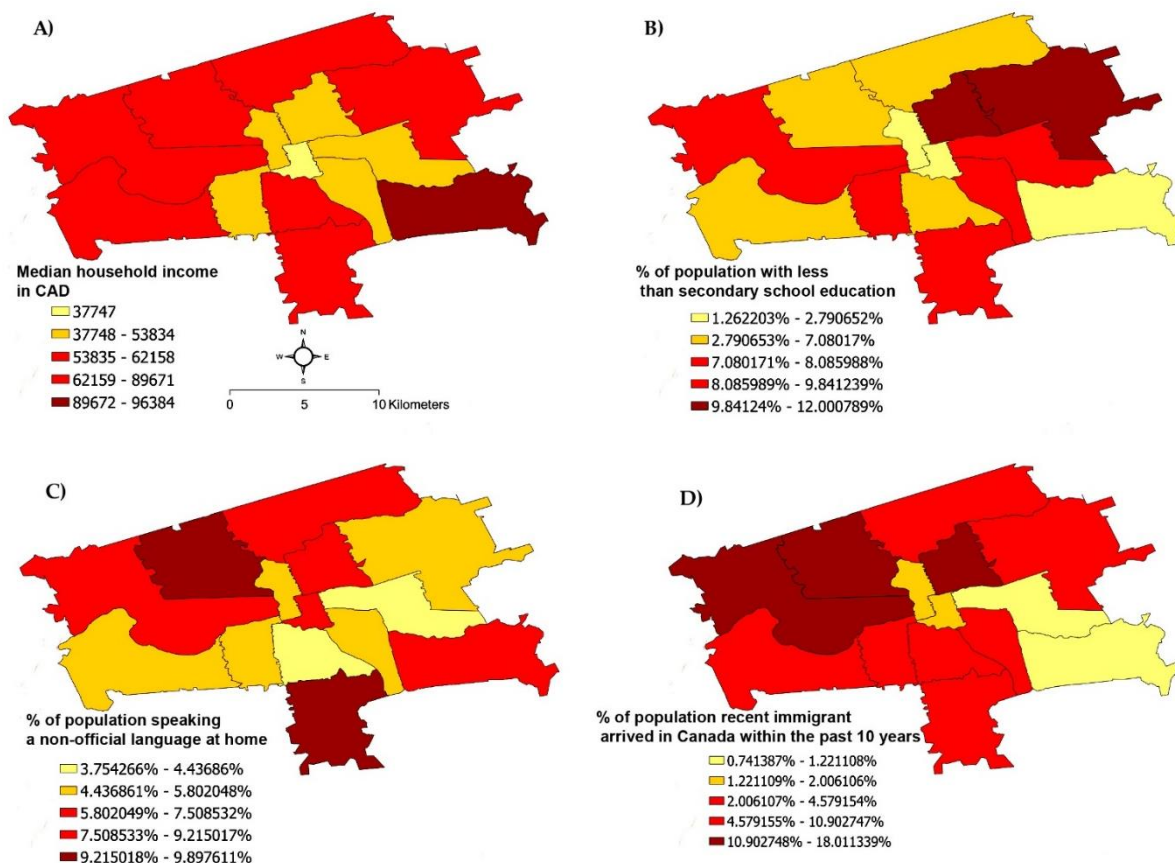 A)
Median household income
in CAD
37747
37748 - 53834
53835 - 62158
62159 - 89671
89672 - 96384
N
W E
S
0 5 10 Kilometers
B)
% of population with less
than secondary school education
1.262203% - 2.790652%
2.790653% - 7.08017%
7.080171% - 8.085988%
8.085989% - 9.841239%
9.84124% - 12.000789%
C)
% of population speaking
a non-official language at home
3.754266% - 4.43686%
4.436861% - 5.802048%
5.802049% - 7.508532%
7.508533% - 9.215017%
9.215018% - 9.897611%
D)
% of population recent immigrant
arrived in Canada within the past 10 years
0.741387% - 1.221108%
1.221109% - 2.006106%
2.006107% - 4.579154%
4.579155% - 10.902747%
10.902748% - 18.011339%